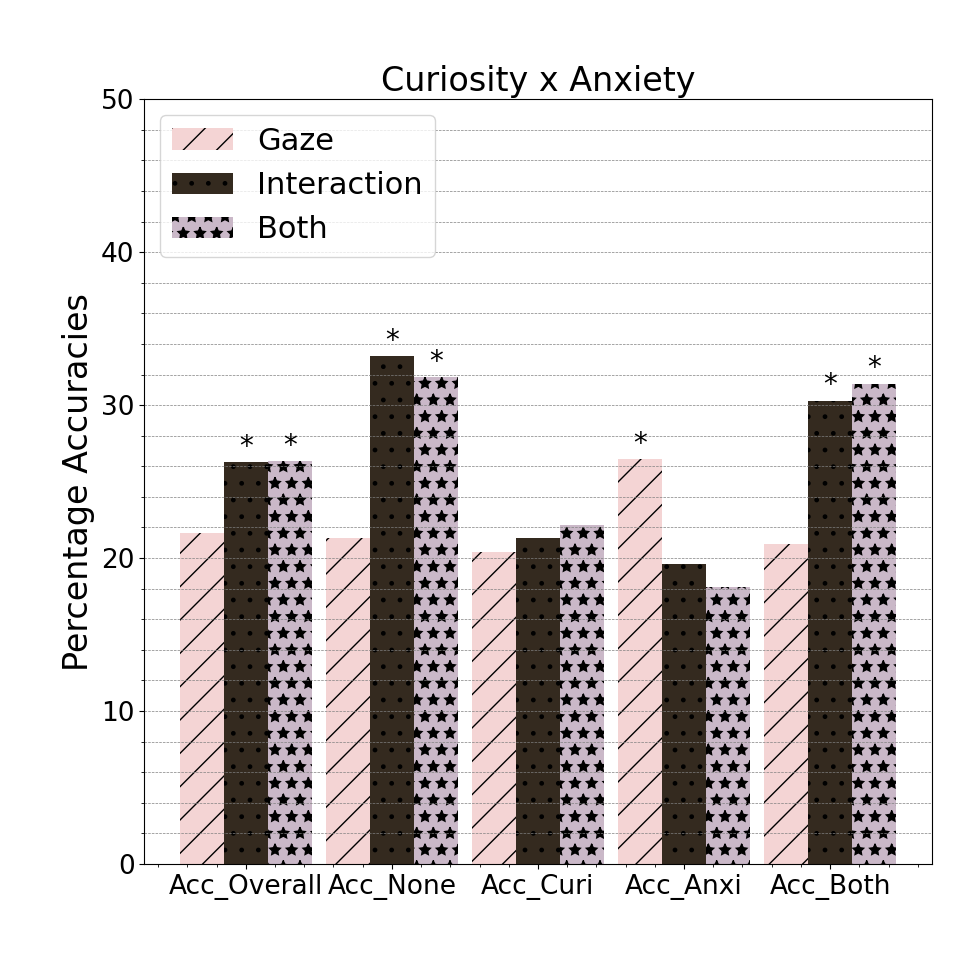 Curiosity x Anxiety
50
40
30
20
10
0
Percentage Accuracies
Gaze
Interaction
Both
* *
* *
*
* *
Acc_Overall Acc_None Acc_Curi Acc_Anxi Acc_Both